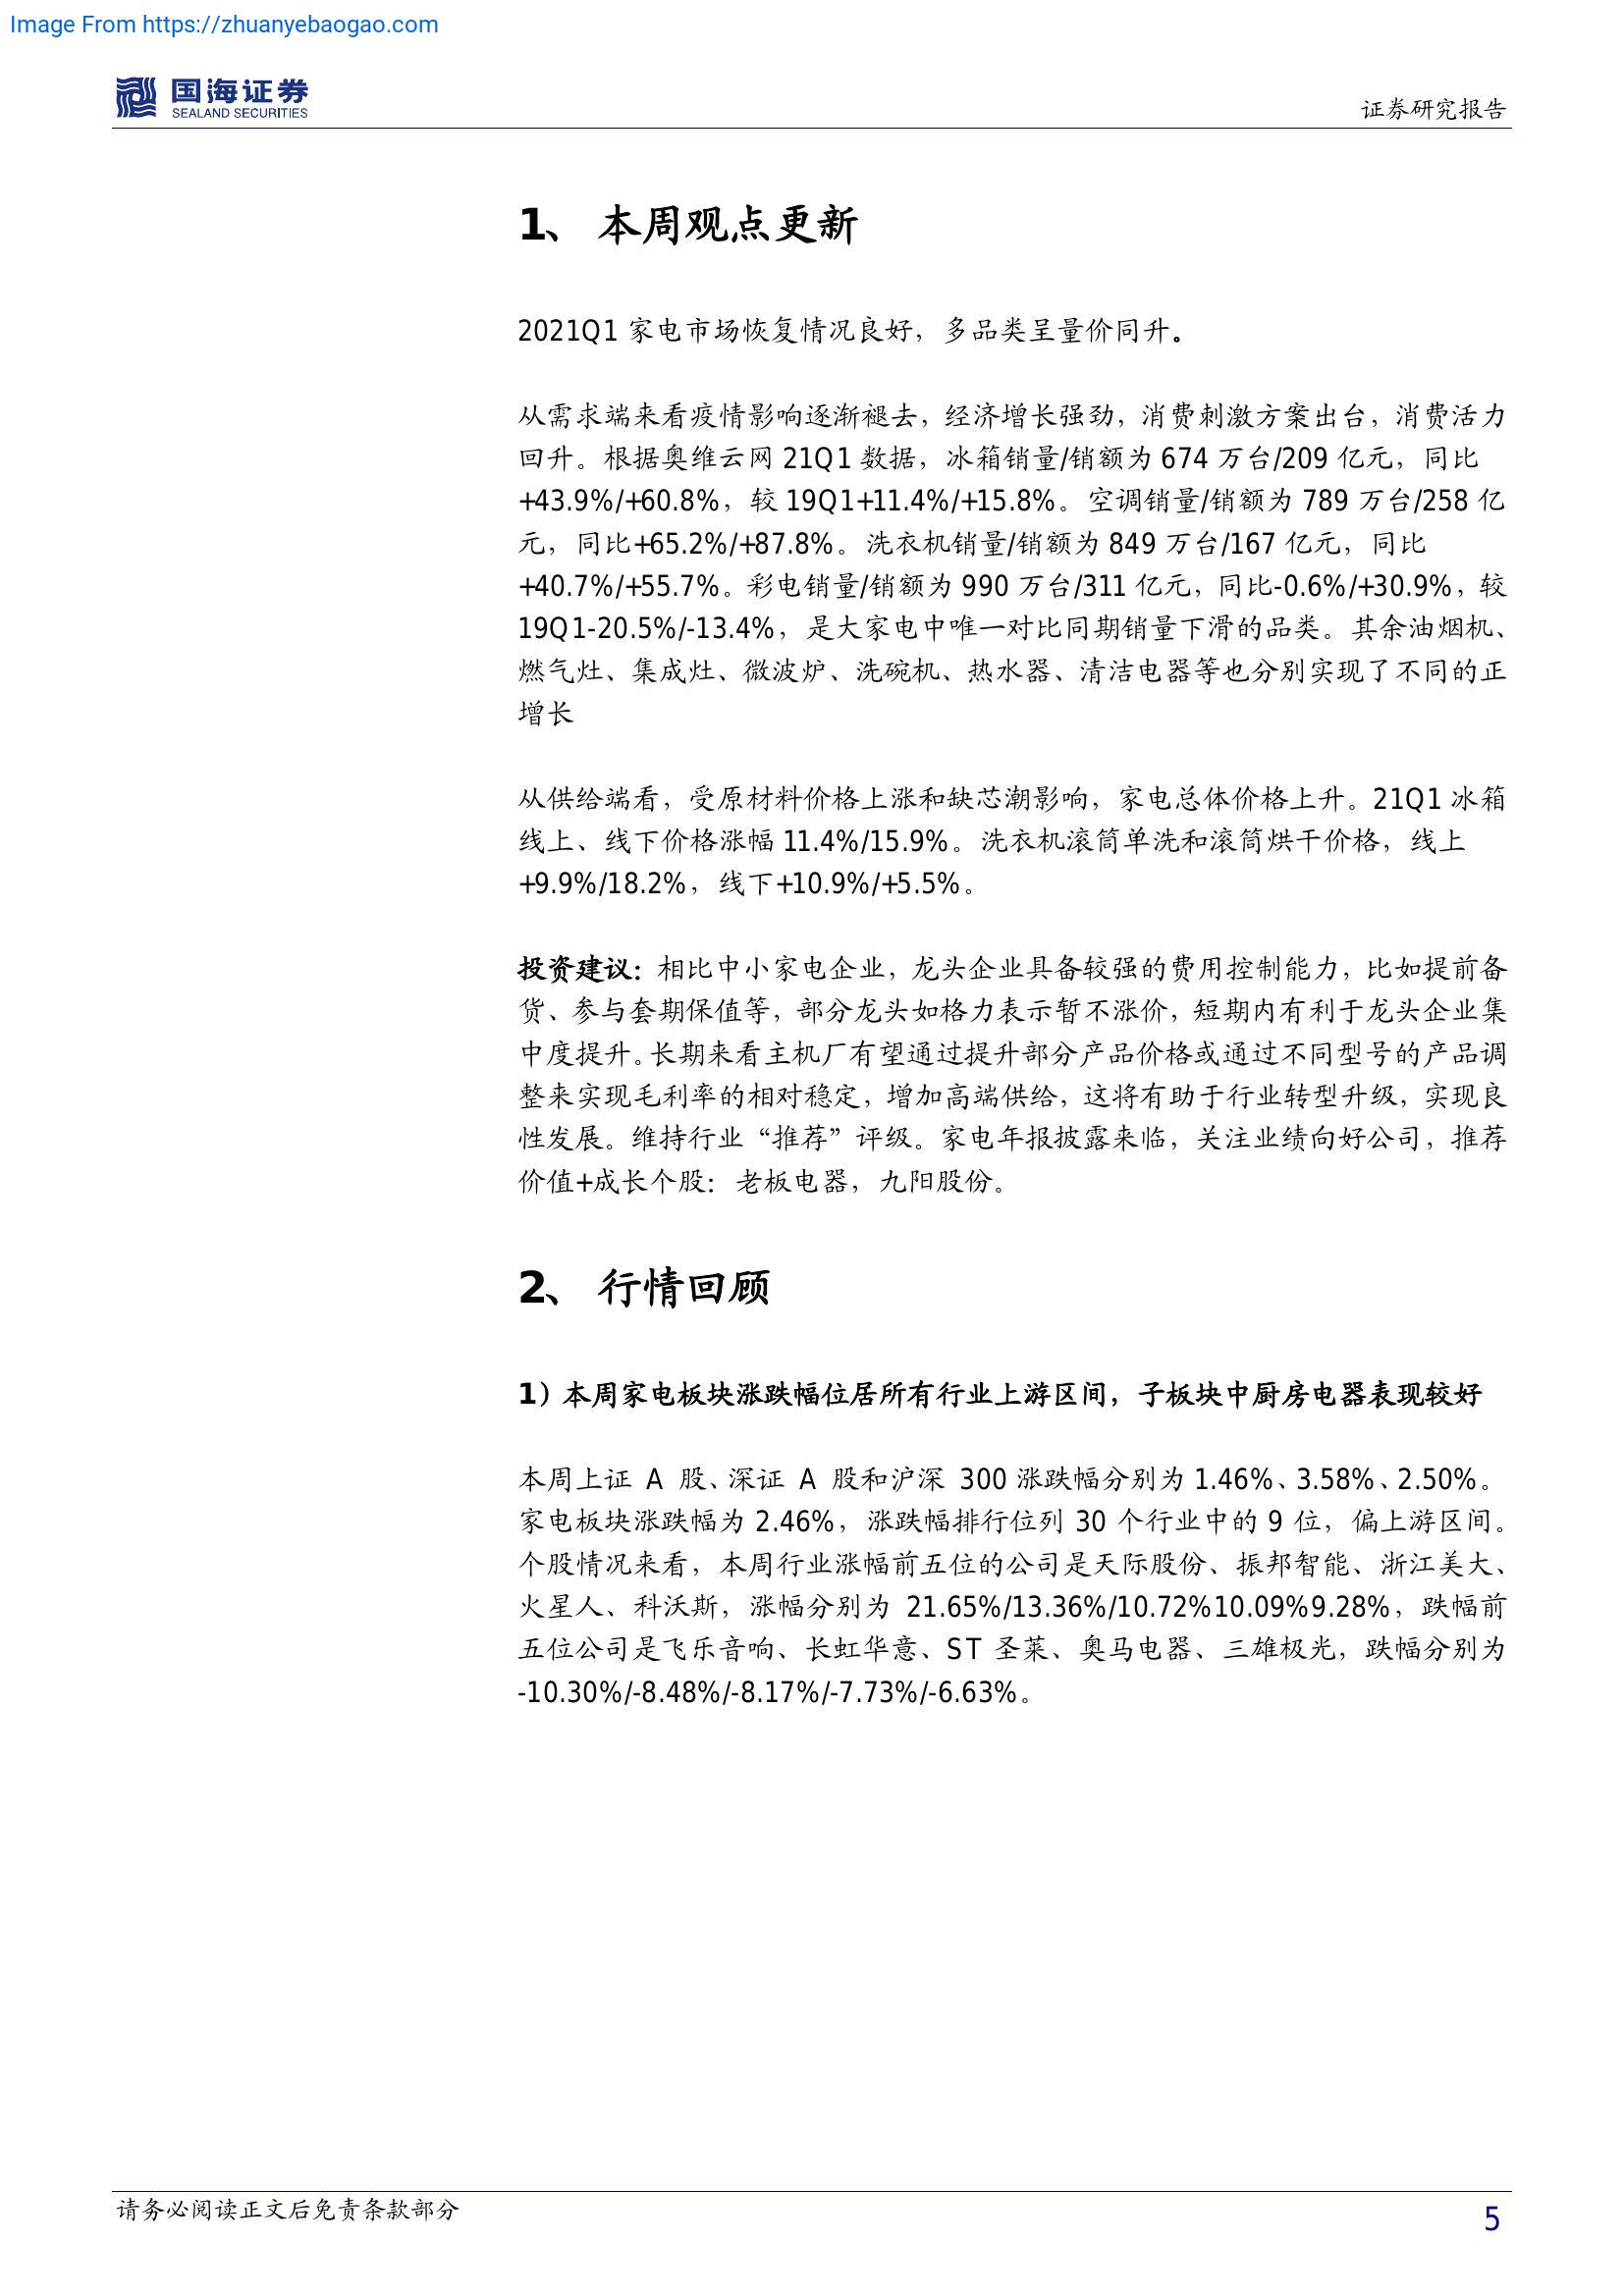 Image From https://zhuanyebaogao.com
国海证券
SEALAND SECURITIES
证券研究报告
1、 本周观点更新
2021Q1 家电市场恢复情况良好，多品类呈量价同升。
从需求端来看疫情影响逐渐褪去，经济增长强劲，消费刺激方案出台，消费活力
回升。根据奥维云网 21Q1 数据，冰箱销量/销额为 674 万台/209 亿元，同比
+43.9%/+60.8%，较 19Q1+11.4%/+15.8%。空调销量/销额为 789 万台/258 亿
元，同比+65.2%/+87.8%。洗衣机销量/销额为 849 万台/167 亿元，同比
+40.7%/+55.7%。彩电销量/销额为 990 万台/311 亿元，同比-0.6%/+30.9%，较
19Q1-20.5%/-13.4%，是大家电中唯一对比同期销量下滑的品类。其余油烟机、
燃气灶、集成灶、微波炉、洗碗机、热水器、清洁电器等也分别实现了不同的正
增长
从供给端看，受原材料价格上涨和缺芯潮影响，家电总体价格上升。21Q1 冰箱
线上、线下价格涨幅 11.4%/15.9%。洗衣机滚筒单洗和滚筒烘干价格，线上
+9.9%/18.2%，线下+10.9%/+5.5%。
投资建议：相比中小家电企业，龙头企业具备较强的费用控制能力，比如提前备
货、参与套期保值等，部分龙头如格力表示暂不涨价，短期内有利于龙头企业集
中度提升。长期来看主机厂有望通过提升部分产品价格或通过不同型号的产品调
整来实现毛利率的相对稳定，增加高端供给，这将有助于行业转型升级，实现良
性发展。维持行业“推荐”评级。家电年报披露来临，关注业绩向好公司，推荐
价值+成长个股：老板电器，九阳股份。
2、 行情回顾
1）本周家电板块涨跌幅位居所有行业上游区间，子板块中厨房电器表现较好
本周上证 A 股、深证 A 股和沪深 300 涨跌幅分别为 1.46%、3.58%、2.50%。
家电板块涨跌幅为 2.46%，涨跌幅排行位列 30 个行业中的 9 位，偏上游区间。
个股情况来看，本周行业涨幅前五位的公司是天际股份、振邦智能、浙江美大、
火星人、科沃斯，涨幅分别为 21.65%/13.36%/10.72%10.09%9.28%，跌幅前
五位公司是飞乐音响、长虹华意、ST 圣莱、奥马电器、三雄极光，跌幅分别为
-10.30%/-8.48%/-8.17%/-7.73%/-6.63%。
请务必阅读正文后免责条款部分
5